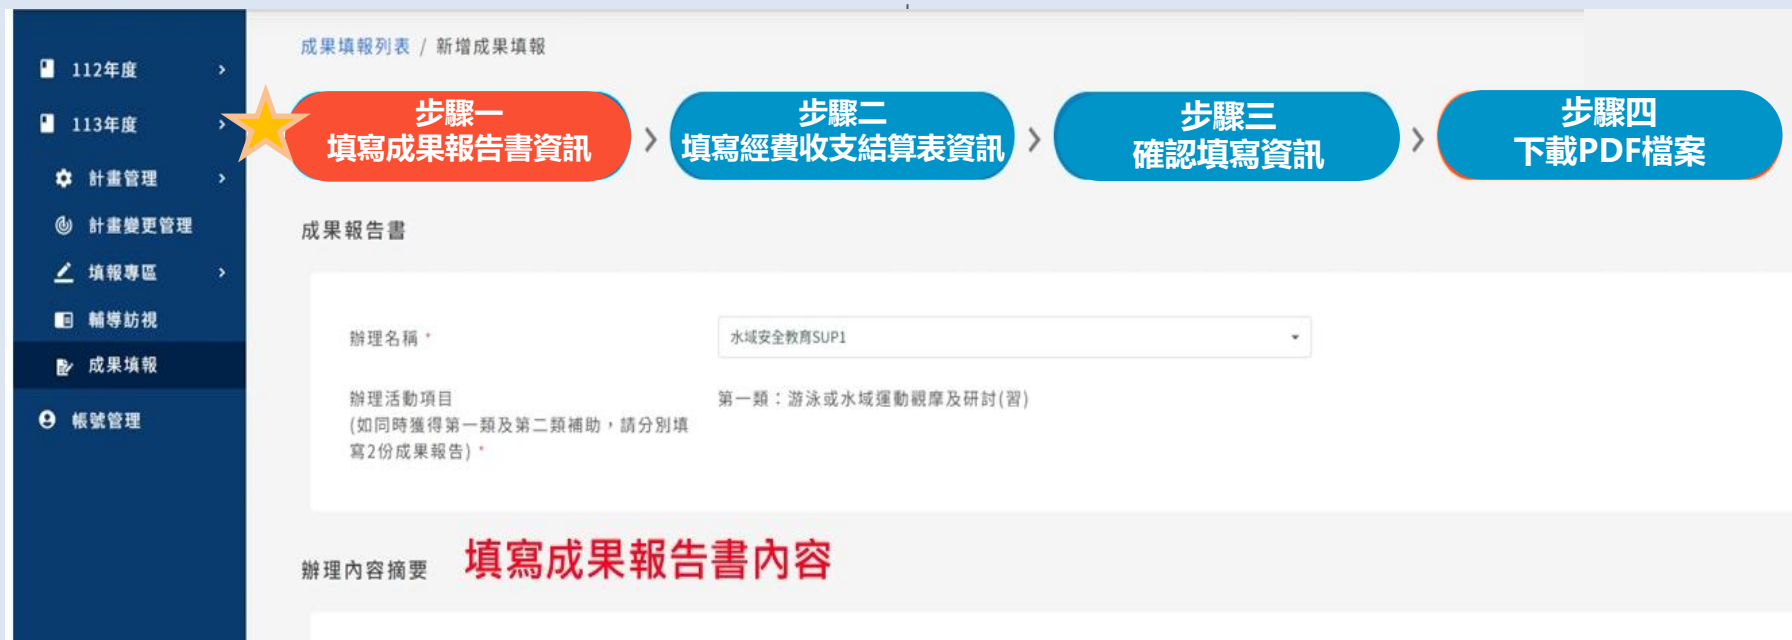 112年度
113年度
計畫管理
計畫變更管理
填報專區
輔導訪視
成果填報
帳號管理
成果填報列表 / 新增成果填報
步驟一
填寫成果報告書資訊
步驟二
填寫經費收支結算表資訊
步驟三
確認填寫資訊
步驟四
下載PDF檔案
成果報告書
辦理名稱 *
水域安全教育SUP1
辦理活動項目
(如同時獲得第一類及第二類補助，請分別填
寫2份成果報告) *
第一類：游泳或水域運動觀摩及研討(習)
辦理內容摘要
填寫成果報告書內容